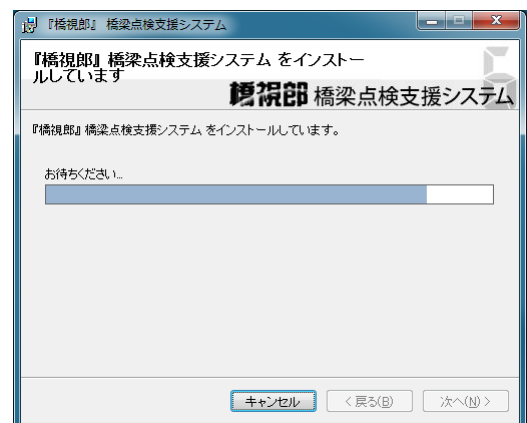 『橋視郎』 橋梁点検支援システム
『橋視郎』 橋梁点検支援システム をインストー
ルしています
橋視郎 橋梁点検支援システム
『橋視郎』 橋梁点検支援システム をインストールしています。
お待ちください...
キャンセル
< 戻る(B)
次へ(N) >